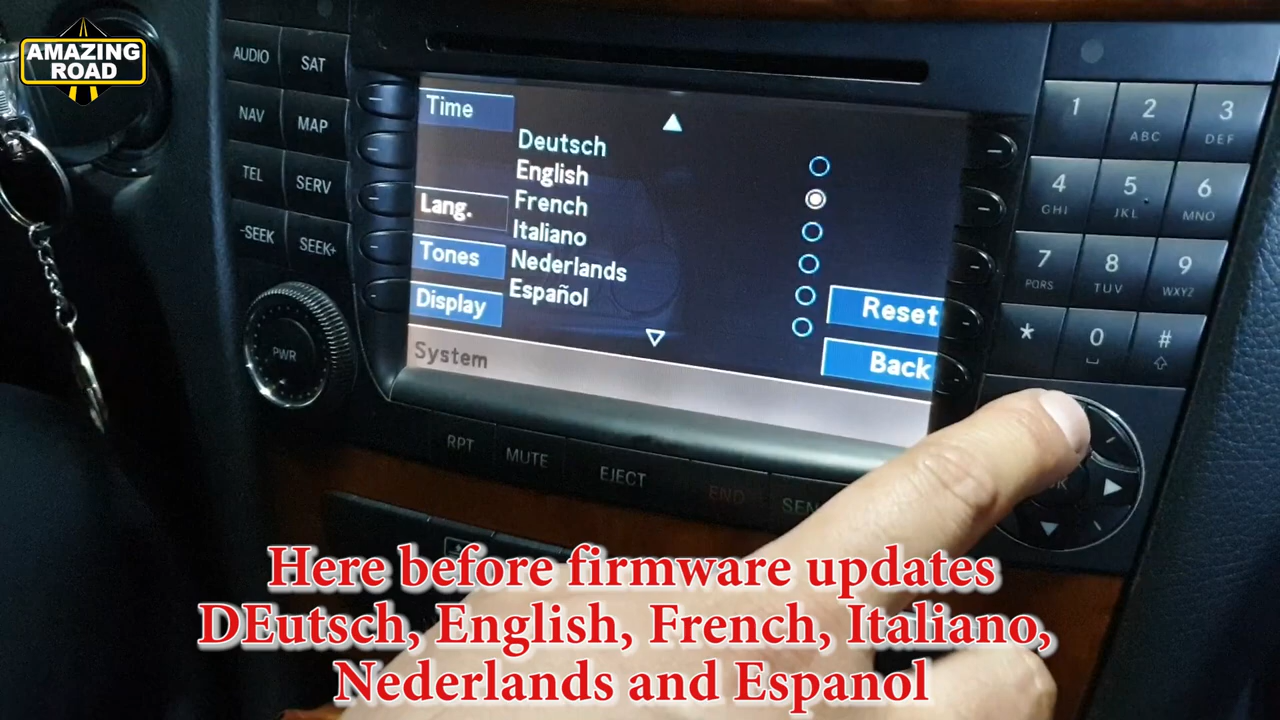 AMAZING
ROAD
AUDIO
SAT
NAV
MAP
TEL
SERV
-SEEK
SEEK+
PWR
Time
Lang.
Tones
Display
System
Deutsch
English
French
Italiano
Nederlands
Español
Reset
Back
1
2 ABC
3 DEF
4 GHI
5 JKL
6 MNO
7 PQRS
8 TUV
9 WXYZ
*
0
#
RPT
MUTE
EJECT
END
Here before firmware updates
DEutsch, English, French, Italiano,
Nederlands and Espanol